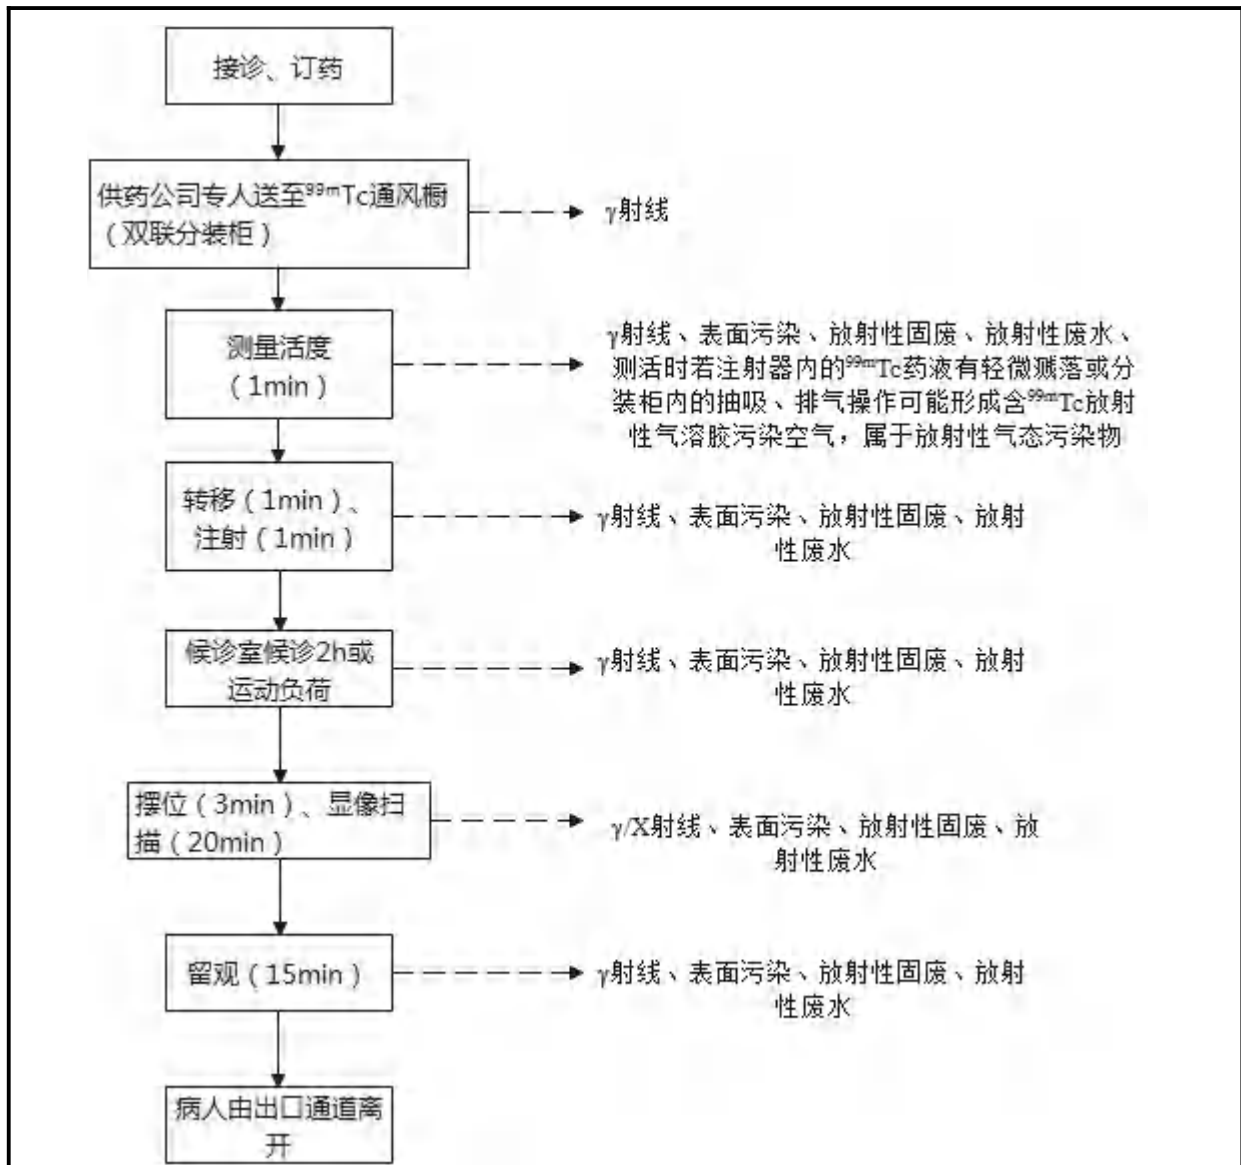 接诊、订药
供药公司专人送至⁹⁹ᵐTc通风橱
（双联分装柜）
γ射线
测量活度
（1min）
γ射线、表面污染、放射性固废、放射性废水、
测活时若注射器内的⁹⁹ᵐTc药液有轻微溅落或分
装柜内的抽吸、排气操作可能形成含⁹⁹ᵐTc放射
性气溶胶污染空气，属于放射性气态污染物
转移（1min）、
注射（1min）
γ射线、表面污染、放射性固废、放射
性废水
候诊室候诊2h或
运动负荷
γ射线、表面污染、放射性固废、放射
性废水
摆位（3min）、显像扫
描（20min）
γ/X射线、表面污染、放射性固废、放
射性废水
留观（15min）
γ射线、表面污染、放射性固废、放射
性废水
病人由出口通道离
开